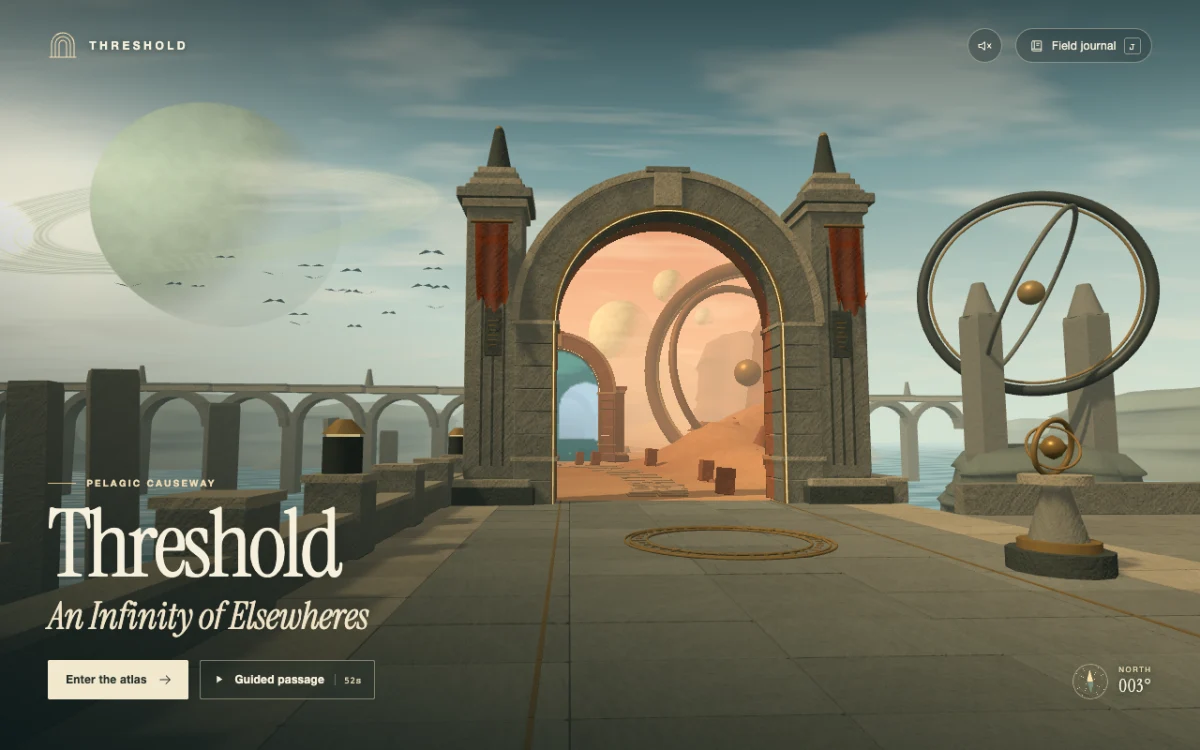 THRESHOLD
Field journal J
PELAGIC CAUSEWAY
Threshold
An Infinity of Elsewheres
Enter the atlas
Guided passage 52s
NORTH
003°